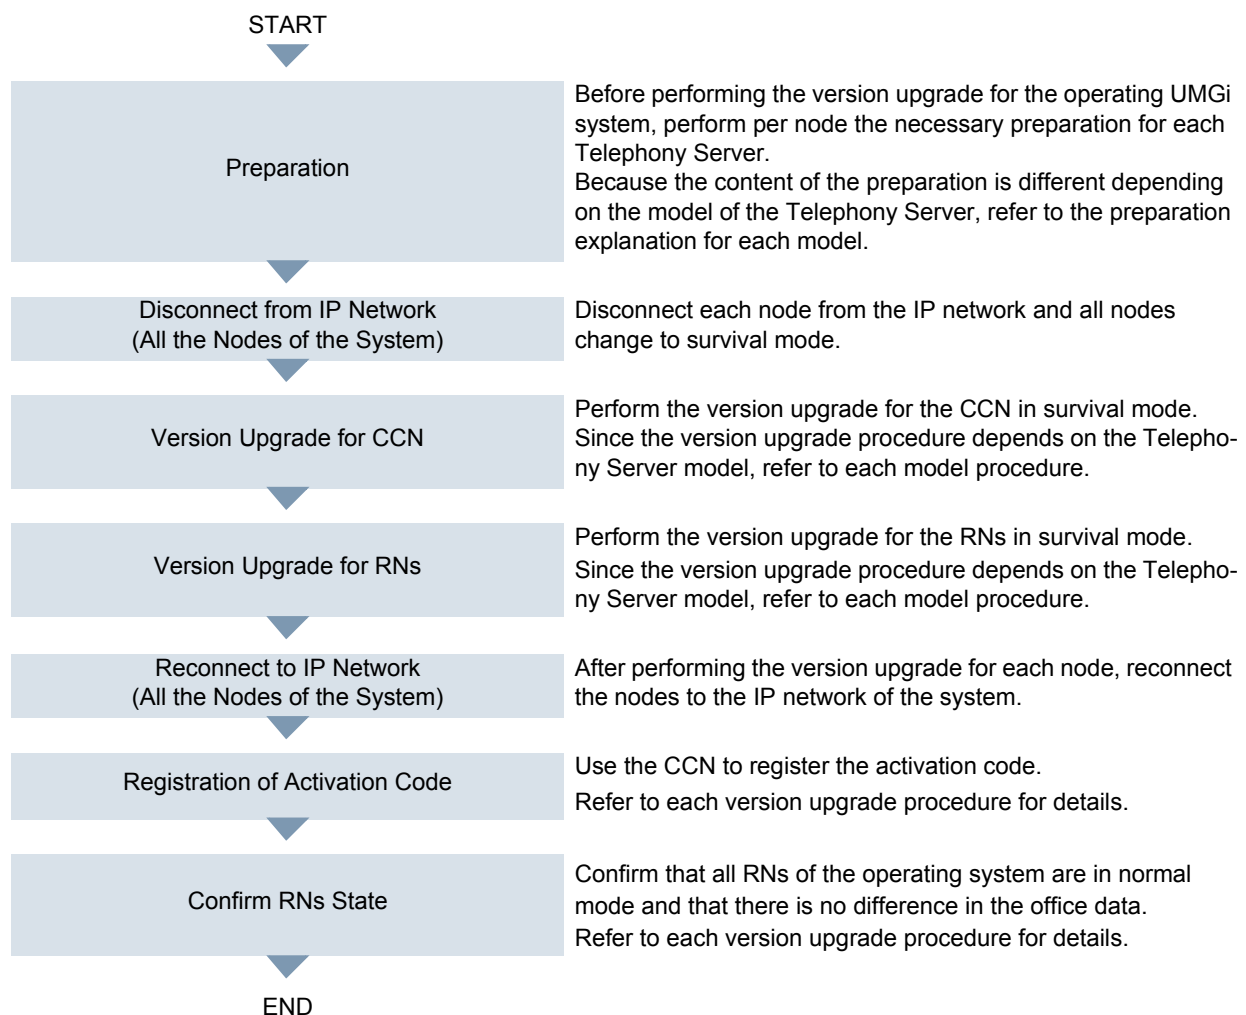 START
Preparation
Before performing the version upgrade for the operating UMGi
system, perform per node the necessary preparation for each
Telephony Server.
Because the content of the preparation is different depending
on the model of the Telephony Server, refer to the preparation
explanation for each model.
Disconnect from IP Network
(All the Nodes of the System)
Disconnect each node from the IP network and all nodes
change to survival mode.
Version Upgrade for CCN
Perform the version upgrade for the CCN in survival mode.
Since the version upgrade procedure depends on the Telepho-
ny Server model, refer to each model procedure.
Version Upgrade for RNs
Perform the version upgrade for the RNs in survival mode.
Since the version upgrade procedure depends on the Telepho-
ny Server model, refer to each model procedure.
Reconnect to IP Network
(All the Nodes of the System)
After performing the version upgrade for each node, reconnect
the nodes to the IP network of the system.
Registration of Activation Code
Use the CCN to register the activation code.
Refer to each version upgrade procedure for details.
Confirm RNs State
Confirm that all RNs of the operating system are in normal
mode and that there is no difference in the office data.
Refer to each version upgrade procedure for details.
END